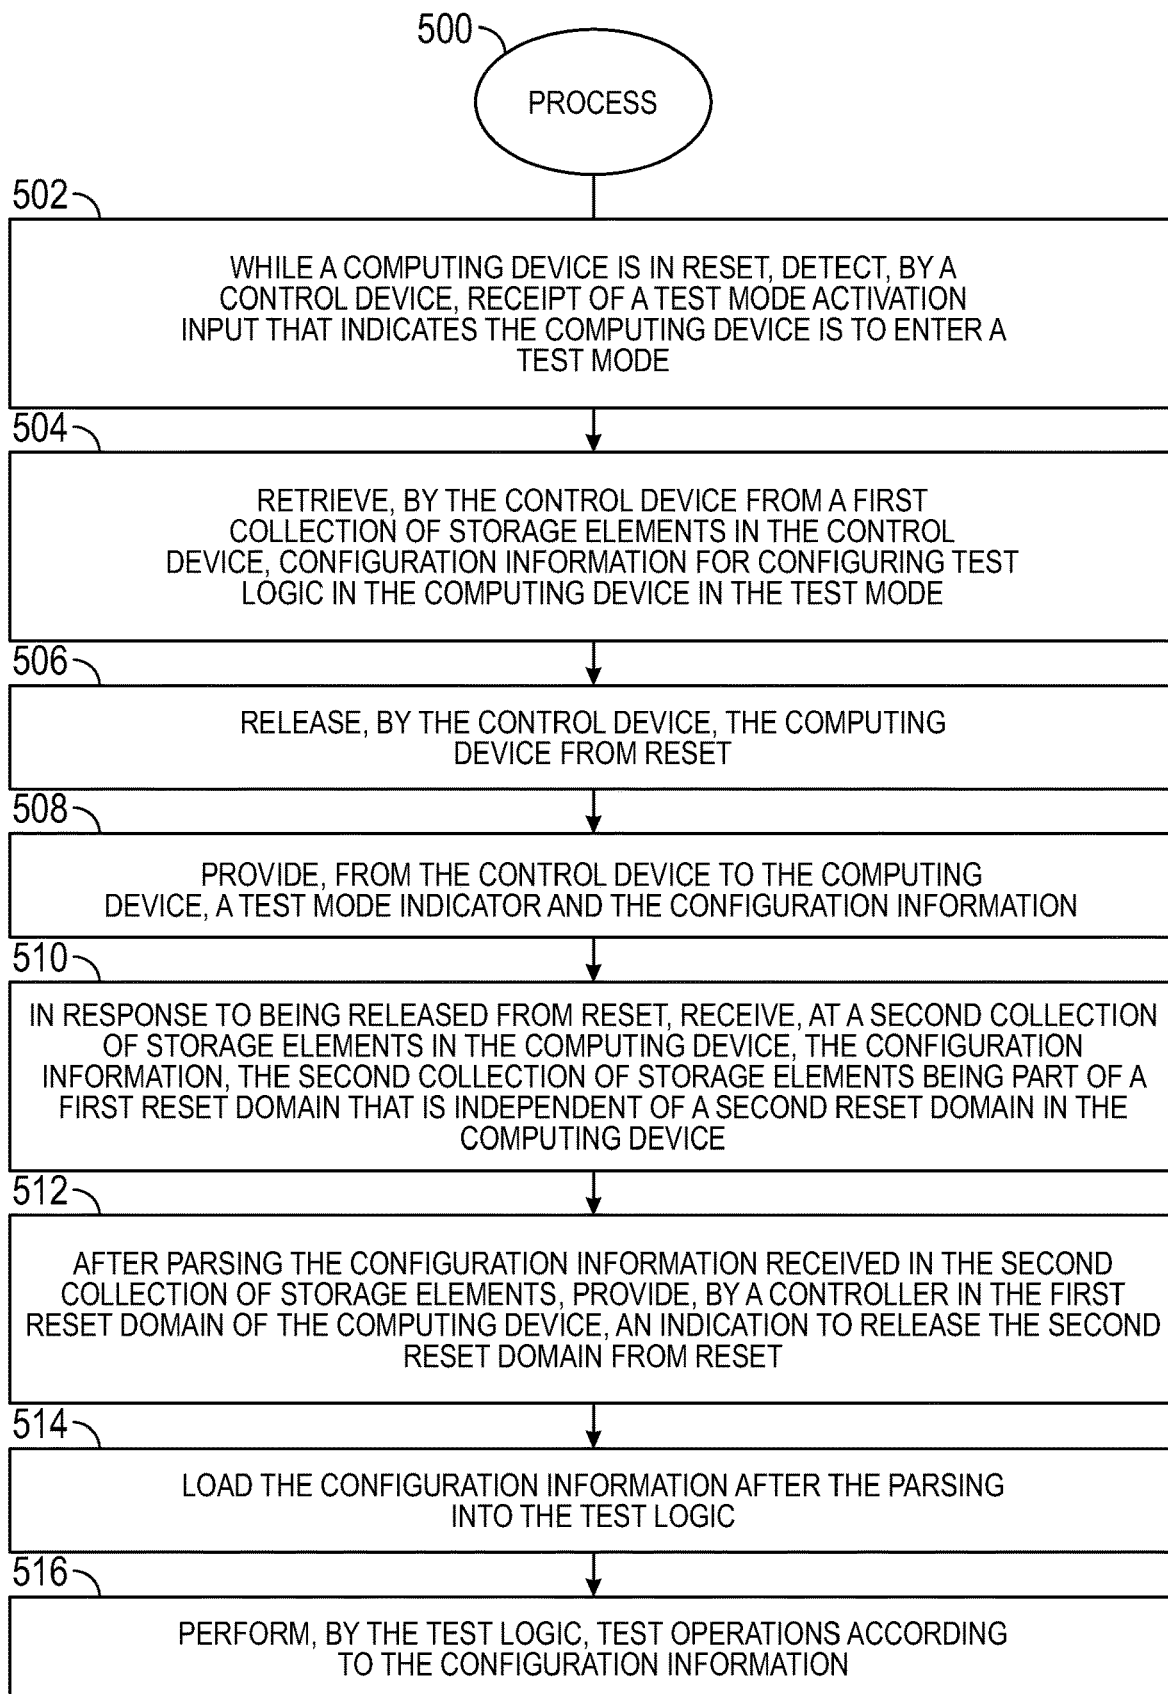 500
PROCESS
502
WHILE A COMPUTING DEVICE IS IN RESET, DETECT, BY A
CONTROL DEVICE, RECEIPT OF A TEST MODE ACTIVATION
INPUT THAT INDICATES THE COMPUTING DEVICE IS TO ENTER A
TEST MODE
504
RETRIEVE, BY THE CONTROL DEVICE FROM A FIRST
COLLECTION OF STORAGE ELEMENTS IN THE CONTROL
DEVICE, CONFIGURATION INFORMATION FOR CONFIGURING TEST
LOGIC IN THE COMPUTING DEVICE IN THE TEST MODE
506
RELEASE, BY THE CONTROL DEVICE, THE COMPUTING
DEVICE FROM RESET
508
PROVIDE, FROM THE CONTROL DEVICE TO THE COMPUTING
DEVICE, A TEST MODE INDICATOR AND THE CONFIGURATION INFORMATION
510
IN RESPONSE TO BEING RELEASED FROM RESET, RECEIVE, AT A SECOND COLLECTION
OF STORAGE ELEMENTS IN THE COMPUTING DEVICE, THE CONFIGURATION
INFORMATION, THE SECOND COLLECTION OF STORAGE ELEMENTS BEING PART OF A
FIRST RESET DOMAIN THAT IS INDEPENDENT OF A SECOND RESET DOMAIN IN THE
COMPUTING DEVICE
512
AFTER PARSING THE CONFIGURATION INFORMATION RECEIVED IN THE SECOND
COLLECTION OF STORAGE ELEMENTS, PROVIDE, BY A CONTROLLER IN THE FIRST
RESET DOMAIN OF THE COMPUTING DEVICE, AN INDICATION TO RELEASE THE SECOND
RESET DOMAIN FROM RESET
514
LOAD THE CONFIGURATION INFORMATION AFTER THE PARSING
INTO THE TEST LOGIC
516
PERFORM, BY THE TEST LOGIC, TEST OPERATIONS ACCORDING
TO THE CONFIGURATION INFORMATION